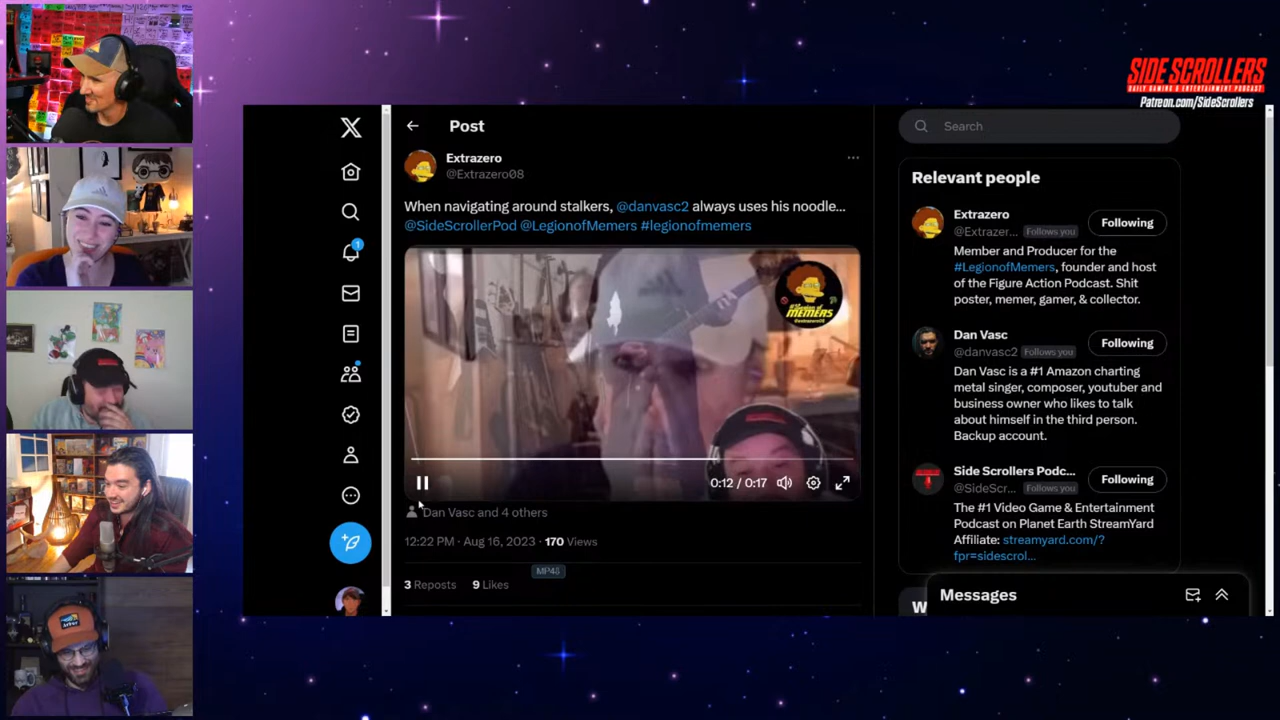 SIDE SCROLLERS
DAILY GAMING & ENTERTAINMENT PODCAST
Patreon.com/SideScrollers
Post
Extrazero
@Extrazero08
When navigating around stalkers, @danvasc2 always uses his noodle...
@SideScrollerPod @LegionofMemers #legionofmemers
MEMERS
0:12 / 0:17
Dan Vasc and 4 others
12:22 PM · Aug 16, 2023 · 170 Views
MP48
3 Reposts 9 Likes
Search
Relevant people
Extrazero
@Extrazer... Follows you
Following
Member and Producer for the
#LegionofMemers, founder and host
of the Figure Action Podcast. Shit
poster, memer, gamer, & collector.
Dan Vasc
@danvasc2 Follows you
Following
Dan Vasc is a #1 Amazon charting
metal singer, composer, youtuber and
business owner who likes to talk
about himself in the third person.
Backup account.
Side Scrollers Podc...
@SideScr... Follows you
Following
The #1 Video Game & Entertainment
Podcast on Planet Earth StreamYard
Affiliate: streamyard.com/?
fpr=sidescrol...
W
Messages
1